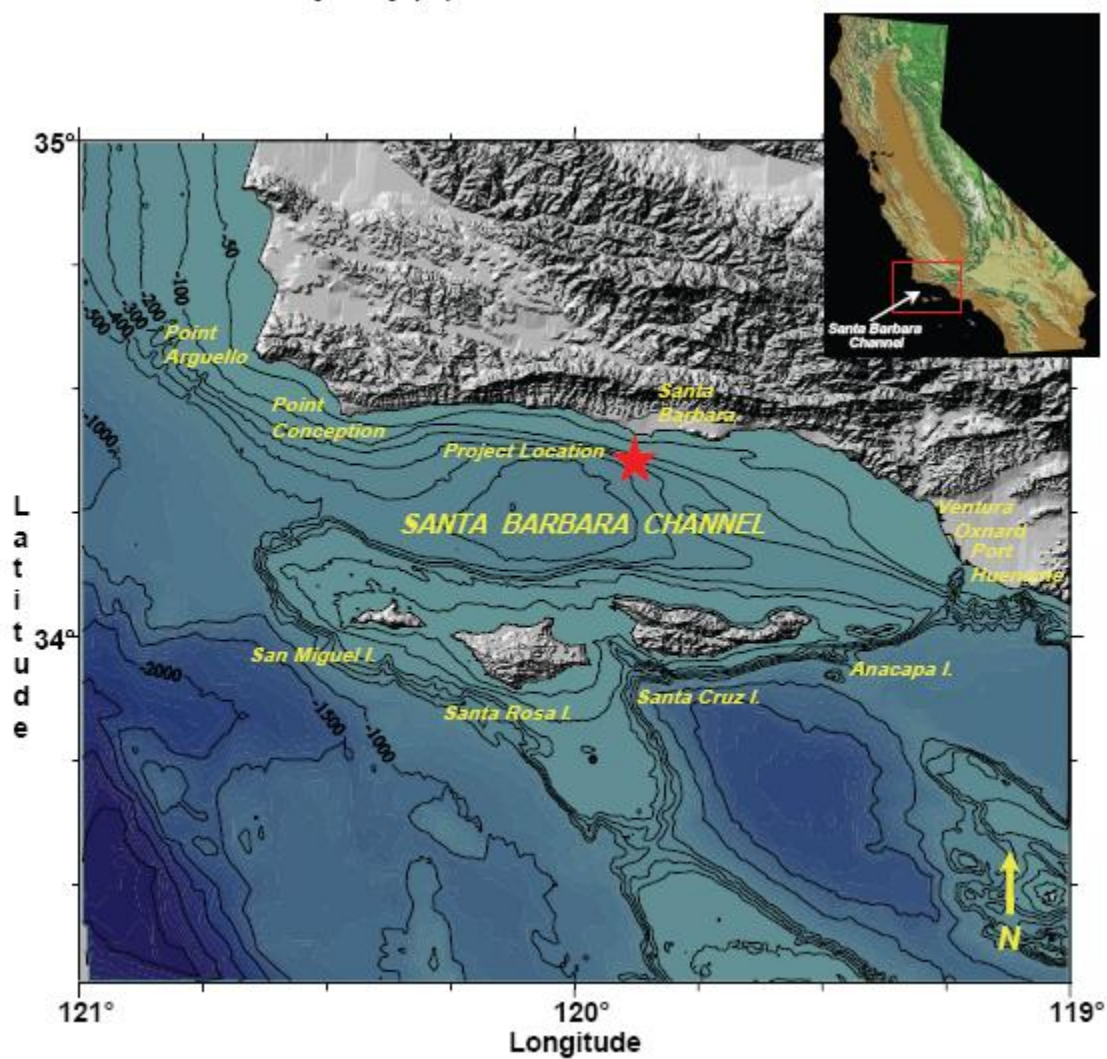 Santa Barbara
Channel
35°
-50
-100
-200
-300
-400
-500
Point
Arguello
Santa
Barbara
Point
Conception
-1000
Project Location
SANTA BARBARA CHANNEL
Ventura
Oxnard
Port
Hueneme
Latitude
34°
San Miguel I.
Anacapa I.
-2000
Santa Cruz I.
Santa Rosa I.
-1500
-1000
N
121°
120°
119°
Longitude